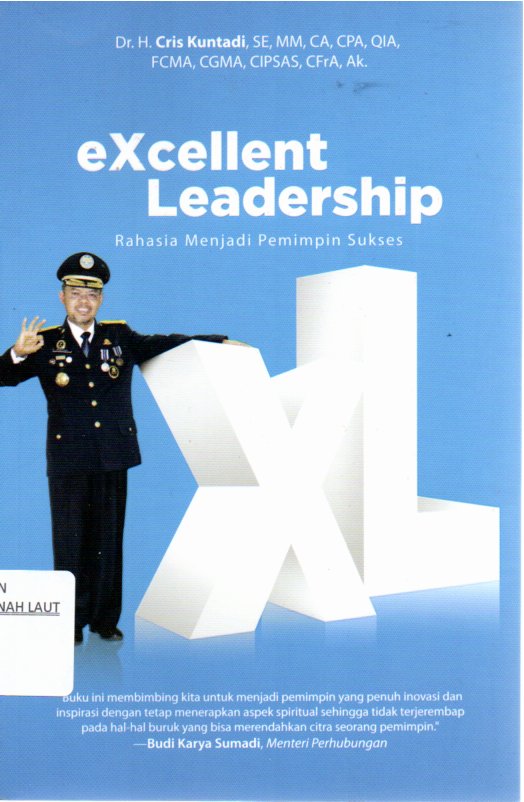 Dr. H. Cris Kuntadi, SE, MM, CA, CPA, QIA,
FCMA, CGMA, CIPSAS, CFrA, Ak.
eXcellent
Leadership
Rahasia Menjadi Pemimpin Sukses
XL
N
NAH LAUT
"Buku ini membimbing kita untuk menjadi pemimpin yang penuh inovasi dan
inspirasi dengan tetap menerapkan aspek spiritual sehingga tidak terjerembap
pada hal-hal buruk yang bisa merendahkan citra seorang pemimpin."
—Budi Karya Sumadi, Menteri Perhubungan